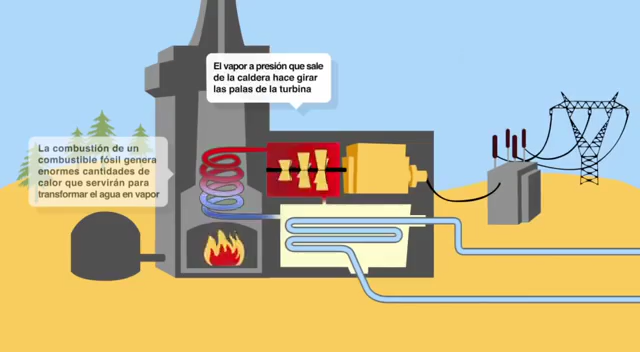 El vapor a presión que sale
de la caldera hace girar
las palas de la turbina
La combustión de un
combustible fósil genera
enormes cantidades de
calor que servirán para
transformar el agua en vapor